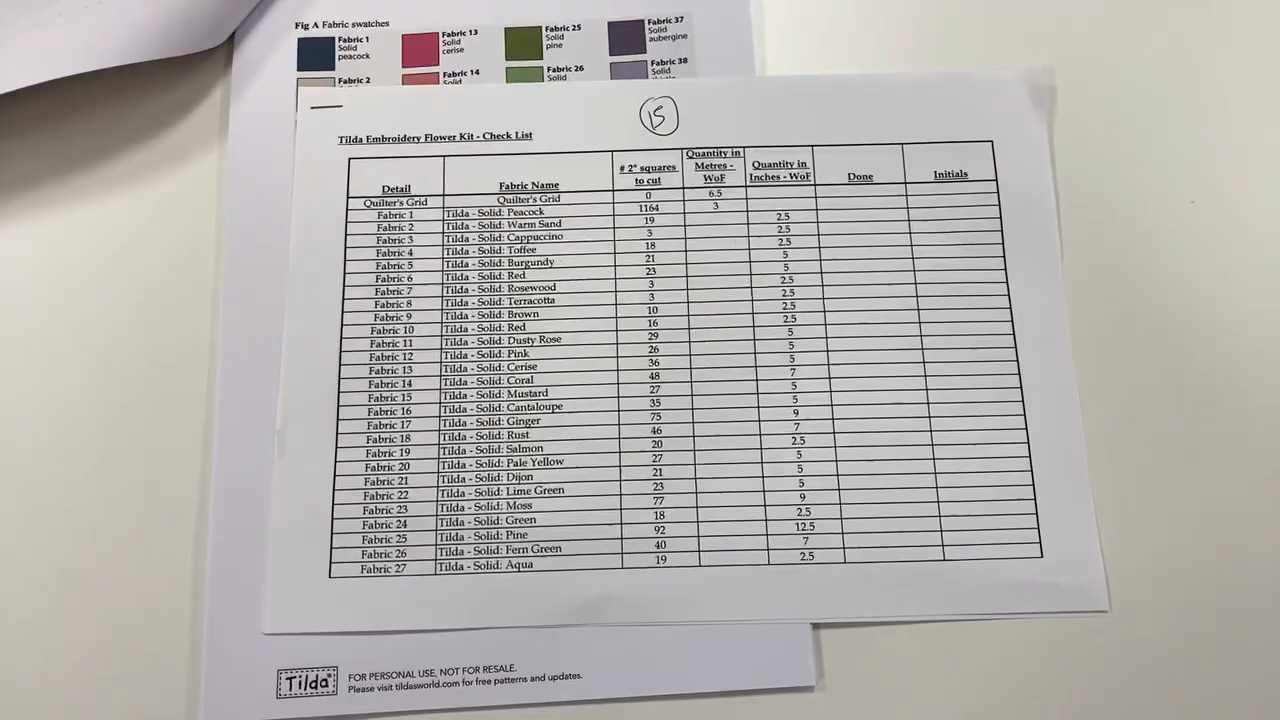 Fig A Fabric swatches
Fabric 1 Solid peacock
Fabric 13 Solid cerise
Fabric 25 Solid pine
Fabric 37 Solid aubergine
Fabric 2
Fabric 14 Solid
Fabric 26 Solid
Fabric 38 Solid
15
Tilda Embroidery Flower Kit - Check List
Detail Fabric Name # 2" squares to cut Quantity in Metres - WoF Quantity in Inches - WoF Done Initials
Quilter's Grid Quilter's Grid 0 6.5
Fabric 1 Tilda - Solid: Peacock 1164 3
Fabric 2 Tilda - Solid: Warm Sand 19 2.5
Fabric 3 Tilda - Solid: Cappuccino 3 2.5
Fabric 4 Tilda - Solid: Toffee 18 2.5
Fabric 5 Tilda - Solid: Burgundy 21 5
Fabric 6 Tilda - Solid: Red 23 5
Fabric 7 Tilda - Solid: Rosewood 3 2.5
Fabric 8 Tilda - Solid: Terracotta 3 2.5
Fabric 9 Tilda - Solid: Brown 10 2.5
Fabric 10 Tilda - Solid: Red 16 2.5
Fabric 11 Tilda - Solid: Dusty Rose 29 5
Fabric 12 Tilda - Solid: Pink 26 5
Fabric 13 Tilda - Solid: Cerise 36 5
Fabric 14 Tilda - Solid: Coral 48 7
Fabric 15 Tilda - Solid: Mustard 27 5
Fabric 16 Tilda - Solid: Cantaloupe 35 5
Fabric 17 Tilda - Solid: Ginger 75 9
Fabric 18 Tilda - Solid: Rust 46 7
Fabric 19 Tilda - Solid: Salmon 20 2.5
Fabric 20 Tilda - Solid: Pale Yellow 27 5
Fabric 21 Tilda - Solid: Dijon 21 5
Fabric 22 Tilda - Solid: Lime Green 23 5
Fabric 23 Tilda - Solid: Moss 77 9
Fabric 24 Tilda - Solid: Green 18 2.5
Fabric 25 Tilda - Solid: Pine 92 12.5
Fabric 26 Tilda - Solid: Fern Green 40 7
Fabric 27 Tilda - Solid: Aqua 19 2.5
Tilda
FOR PERSONAL USE, NOT FOR RESALE.
Please visit tildasworld.com for free patterns and updates.